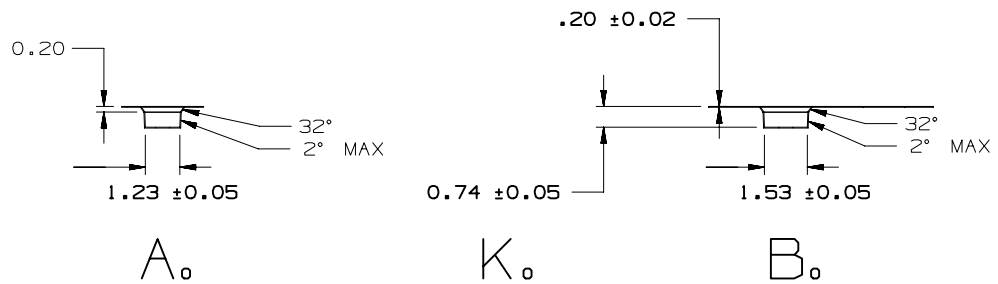 .20 ±0.02
0.20
32°
2° MAX
32°
2° MAX
1.23 ±0.05
0.74 ±0.05
1.53 ±0.05
Ao
Ko
Bo